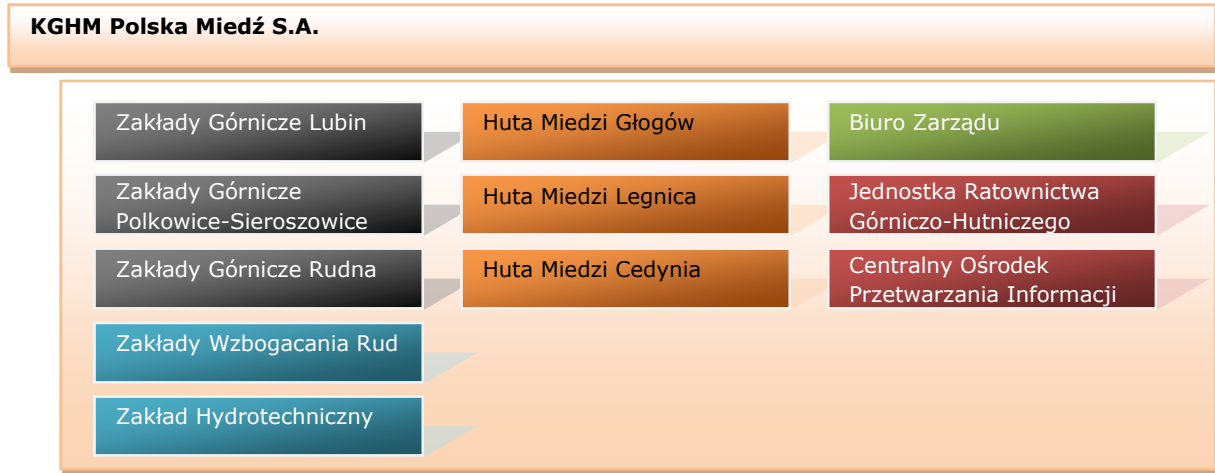 KGHM Polska Miedź S.A.
Zakłady Górnicze Lubin
Zakłady Górnicze
Polkowice-Sieroszowice
Zakłady Górnicze Rudna
Zakłady Wzbogacania Rud
Zakład Hydrotechniczny
Huta Miedzi Głogów
Huta Miedzi Legnica
Huta Miedzi Cedynia
Biuro Zarządu
Jednostka Ratownictwa
Górniczo-Hutniczego
Centralny Ośrodek
Przetwarzania Informacji